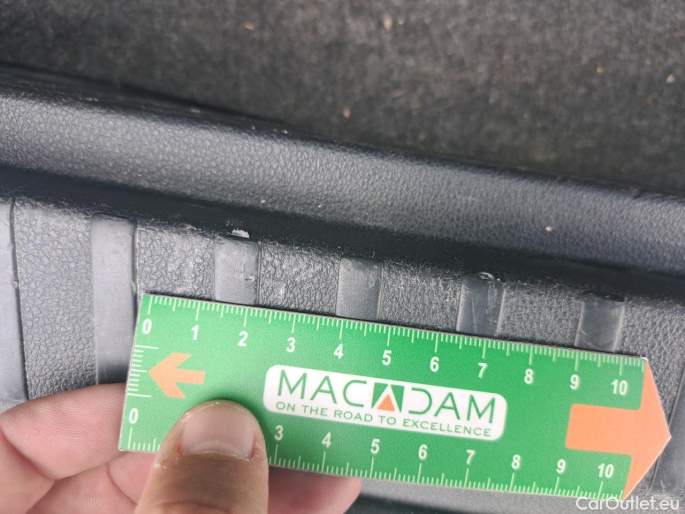 0 1 2 3 4 5 6 7 8 9 10
MACADAM
ON THE ROAD TO EXCELLENCE
0 3 4 5 6 7 8 9 10
CarOutlet.eu